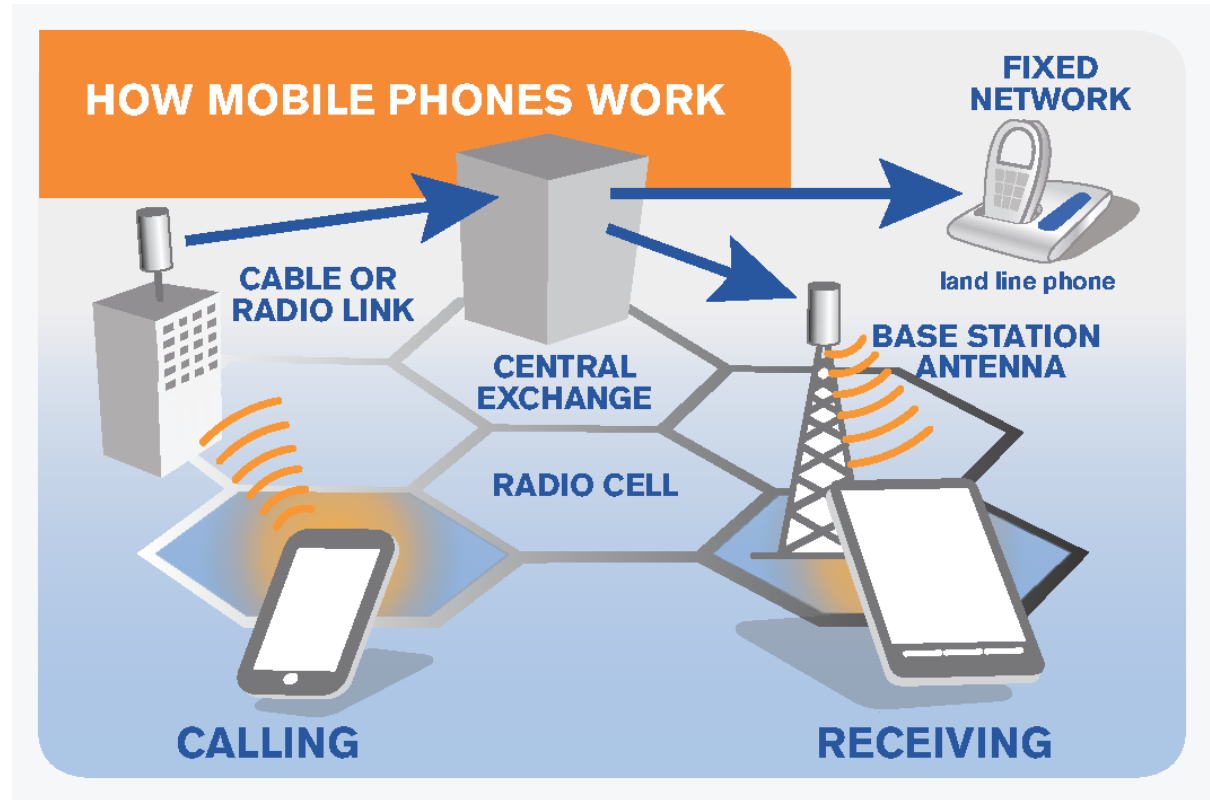 HOW MOBILE PHONES WORK
FIXED
NETWORK
land line phone
CABLE OR
RADIO LINK
CENTRAL
EXCHANGE
BASE STATION
ANTENNA
RADIO CELL
CALLING
RECEIVING